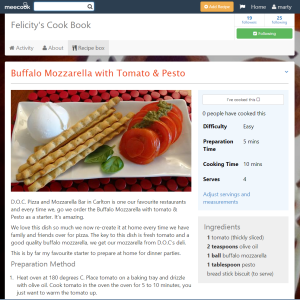 meecook
Add Recipe
Home
marty
Felicity's Cook Book
19
followers
25
following
Following
Activity
About
Recipe box
Buffalo Mozzarella with Tomato & Pesto
I've cooked this
0 people have cooked this
Difficulty Easy
Preparation Time 5 mins
Cooking Time 10 mins
Serves 4
Adjust servings and
measurements
D.O.C. Pizza and Mozzarella Bar in Carlton is one our favourite restaurants
and every time we, go we order the Buffalo Mozzarella with tomato &
Pesto as a starter. It's amazing.
We love this dish so much we now re-create it at home every time we have
family and friends over for pizza. The key to this dish is fresh tomato and a
good quality buffalo mozzarella, we get our mozzarella from D.O.C's deli.
This is by far my favourite starter to prepare at home for dinner parties.
Preparation Method
1. Heat oven at 180 degrees C. Place tomato on a baking tray and drizzle
with olive oil. Cook tomato in the oven for 5 to 10 minutes, you
just want to warm the tomato up.
Ingredients
1 tomato (thickly sliced)
2 teaspoons olive oil
1 ball buffalo mozzarella
1 tablespoon pesto
bread stick biscuit (to serve)